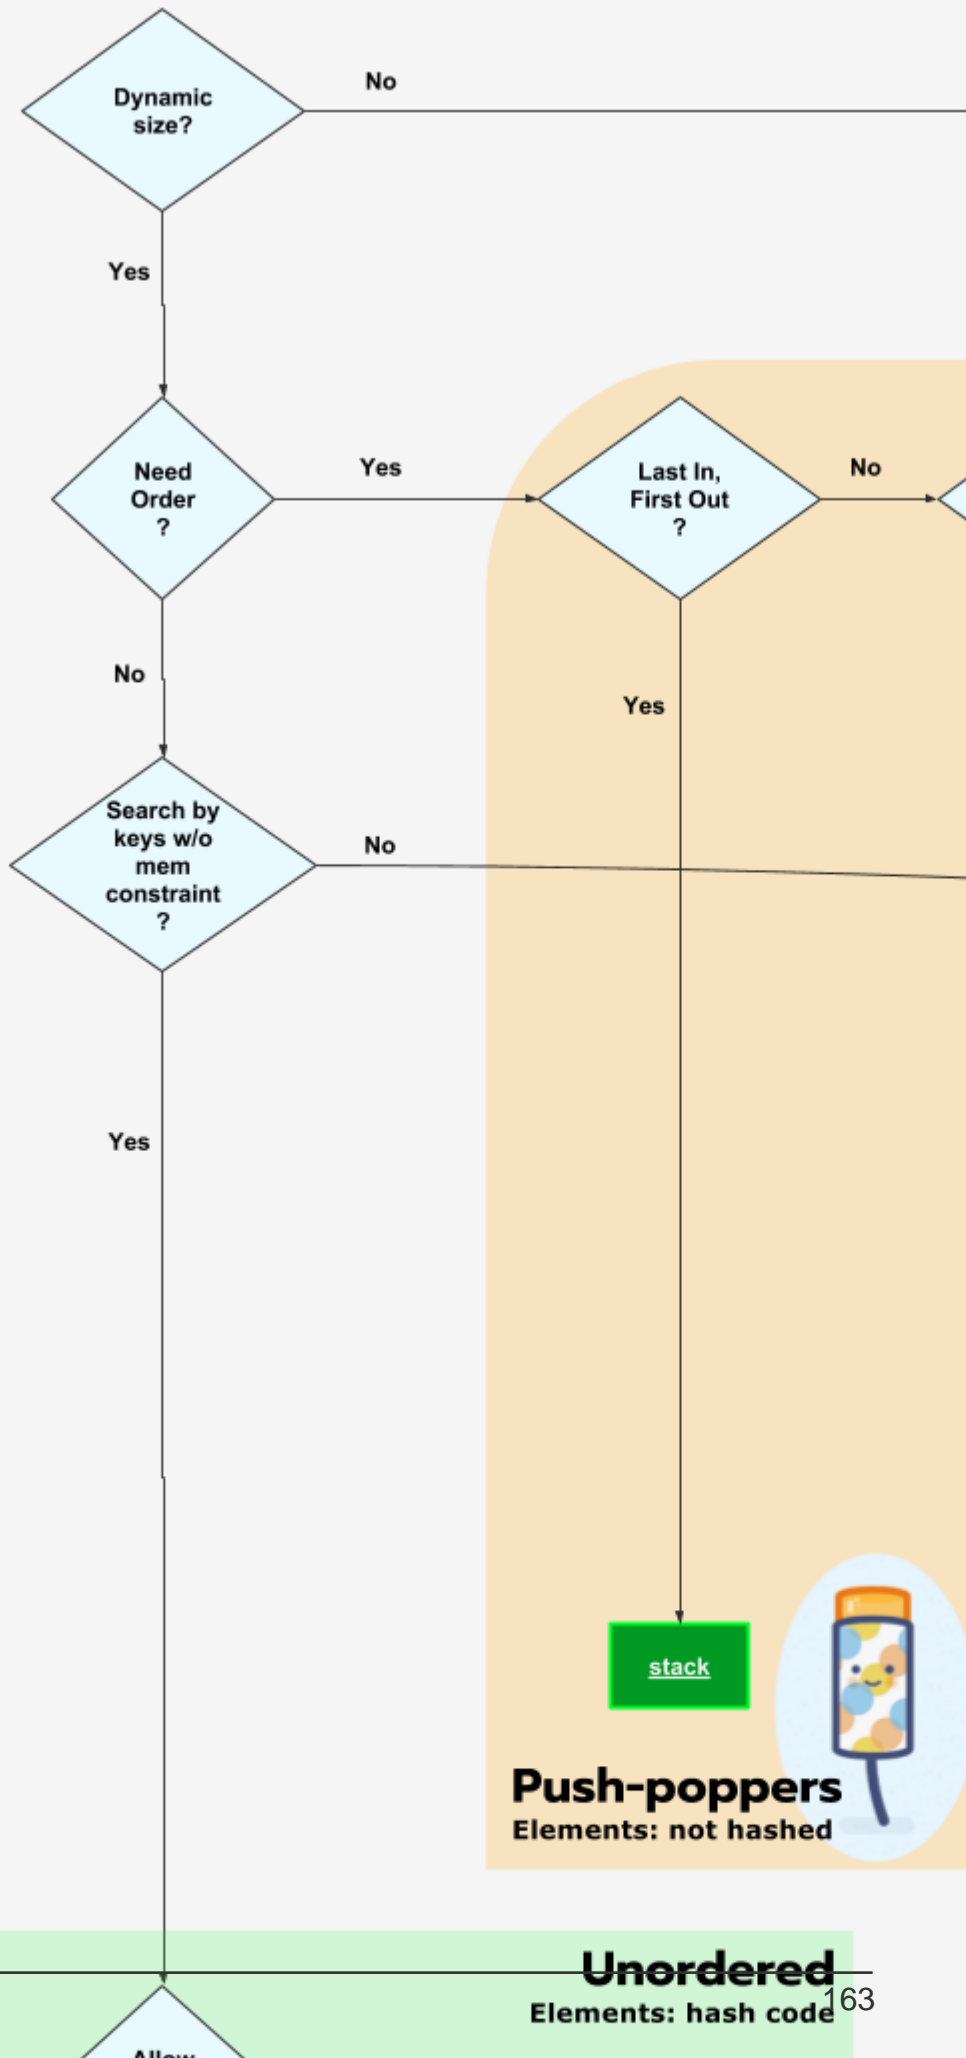 Dynamic
size?
No
Yes
Need
Order
?
Yes
Last In,
First Out
?
No
No
Yes
Search by
keys w/o
mem
constraint
?
No
Yes
stack
Push-poppers
Elements: not hashed
Unordered
Elements: hash code
163
Allow